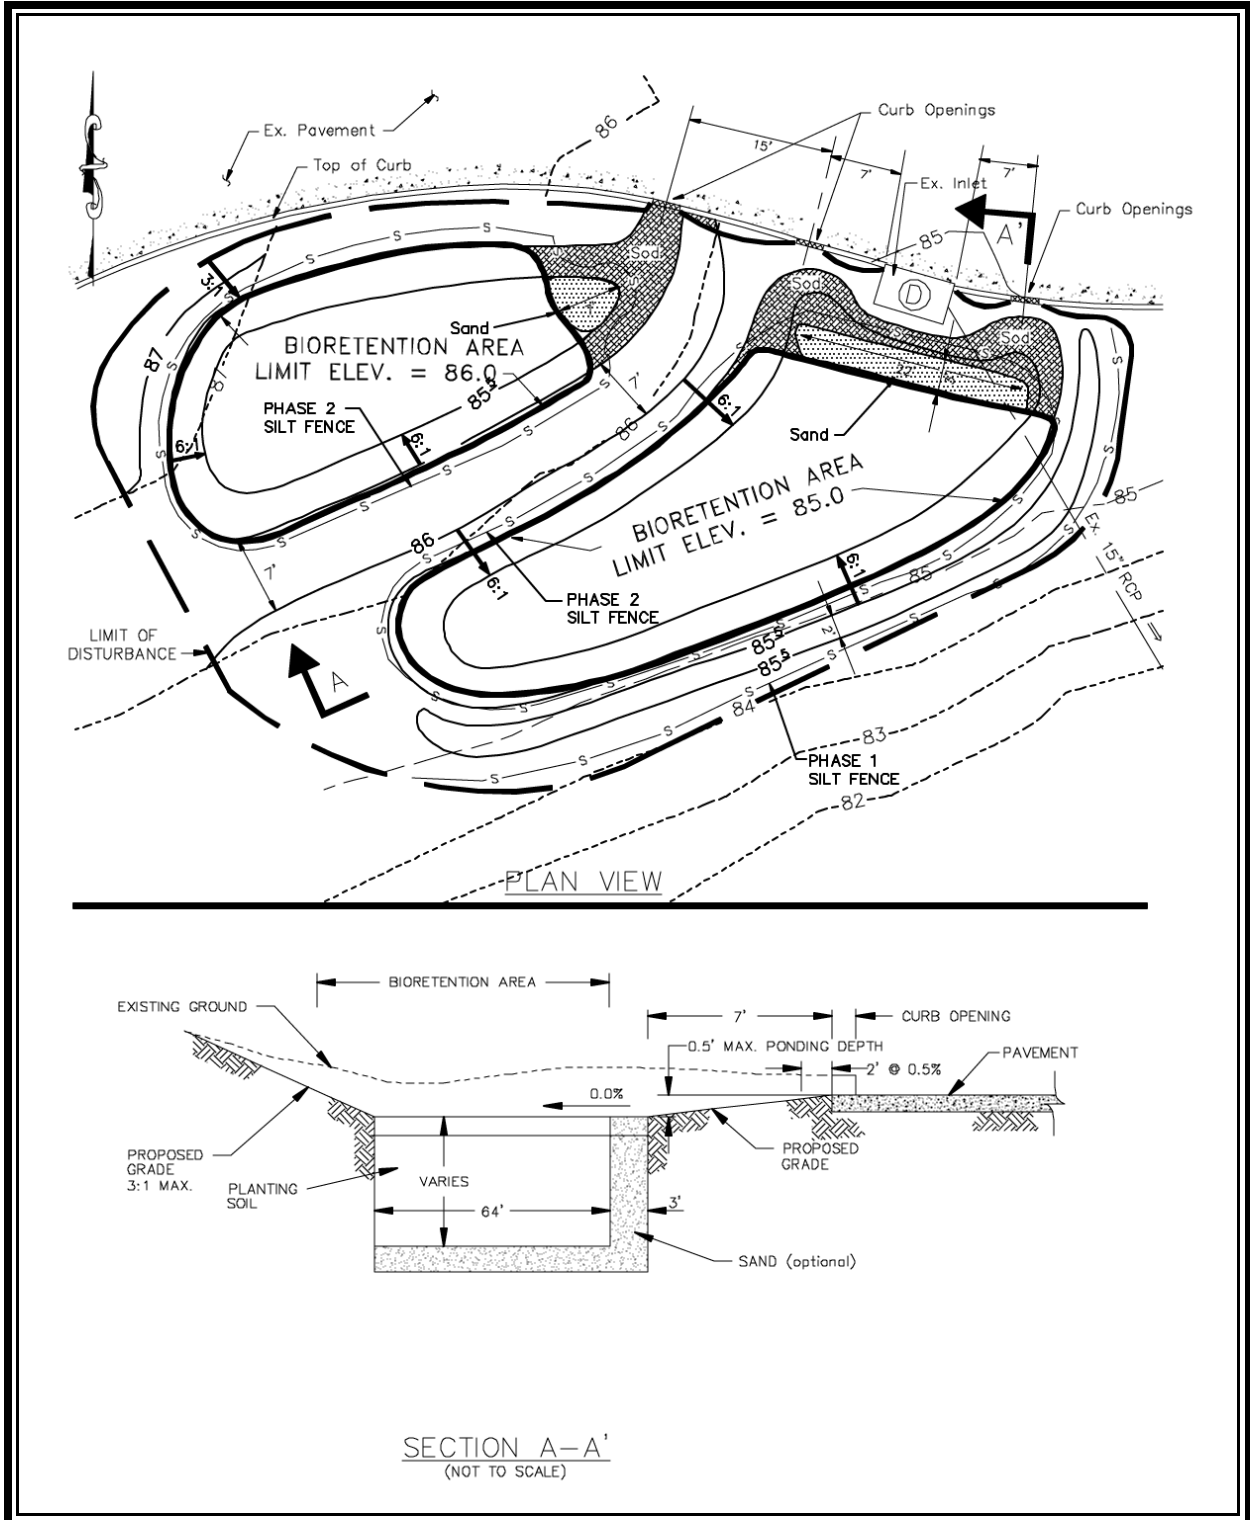 86
Curb Openings
15'
7'
Ex. Pavement
Top of Curb
Ex. Inlet
7'
Curb Openings
A'
85
Sod
3:1
Sod
D
Sod
Sand
7'
BIORETENTION AREA
LIMIT ELEV. = 86.0
87
87
85.5
7'
22'
3'
PHASE 2
SILT FENCE
6:1
6:1
6:1
86
Sand
BIORETENTION AREA
LIMIT ELEV. = 85.0
85
Ex. 15" RCP
86
6:1
7'
6:1
85
PHASE 2
SILT FENCE
2'
LIMIT OF
DISTURBANCE
85.5
85.5
A
84
83
PHASE 1
SILT FENCE
82
S S S S S S S S S S S S S S S S S S S S S S S S S S S S S S
PLAN VIEW
BIORETENTION AREA
EXISTING GROUND
7'
CURB OPENING
0.5' MAX. PONDING DEPTH
PAVEMENT
2' @ 0.5%
0.0%
PROPOSED
GRADE
3:1 MAX.
PROPOSED
GRADE
PLANTING
SOIL
VARIES
64'
3'
SAND (optional)
SECTION A-A'
(NOT TO SCALE)